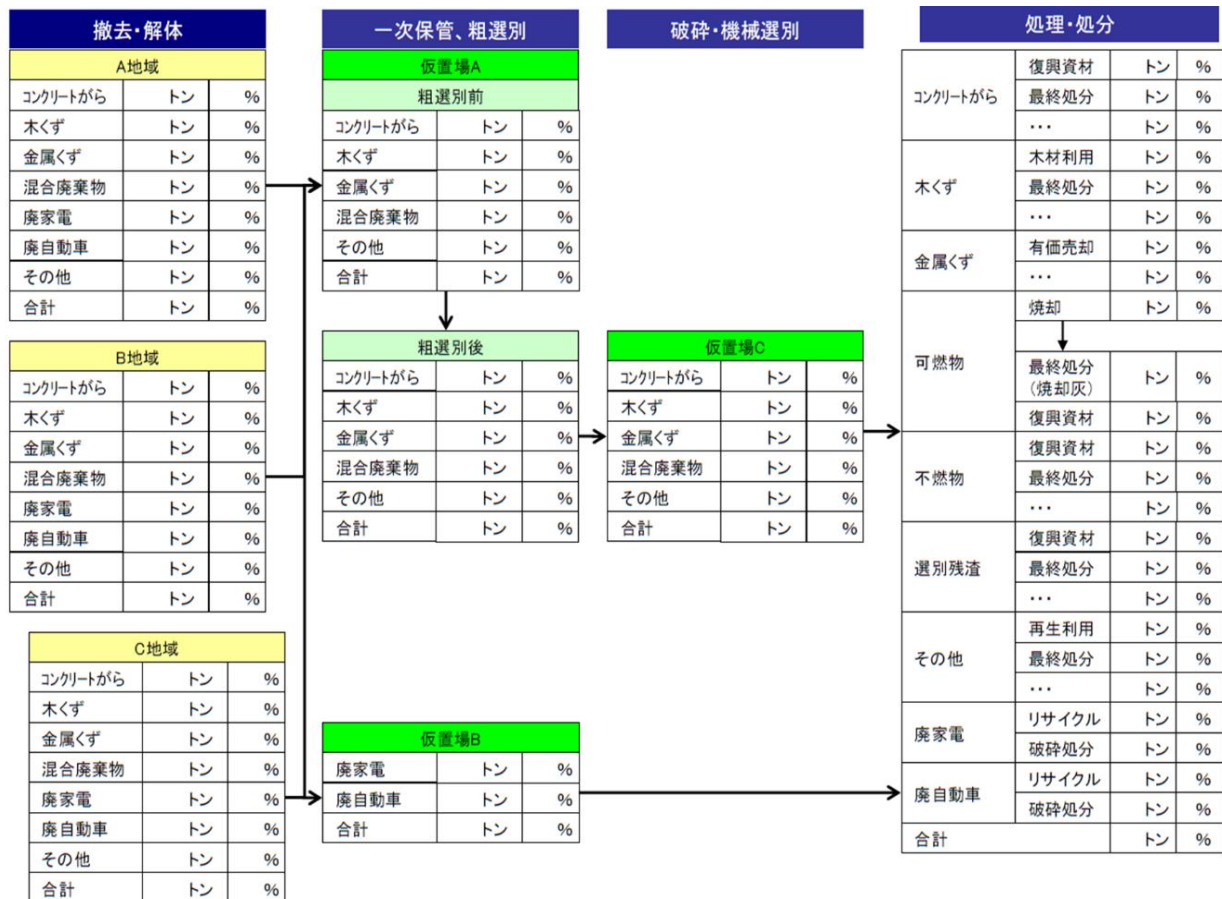 撤去・解体
A地域
コンクリートがら トン %
木くず トン %
金属くず トン %
混合廃棄物 トン %
廃家電 トン %
廃自動車 トン %
その他 トン %
合計 トン %
B地域
コンクリートがら トン %
木くず トン %
金属くず トン %
混合廃棄物 トン %
廃家電 トン %
廃自動車 トン %
その他 トン %
合計 トン %
C地域
コンクリートがら トン %
木くず トン %
金属くず トン %
混合廃棄物 トン %
廃家電 トン %
廃自動車 トン %
その他 トン %
合計 トン %
一次保管、粗選別
仮置場A
粗選別前
コンクリートがら トン %
木くず トン %
金属くず トン %
混合廃棄物 トン %
その他 トン %
合計 トン %
粗選別後
コンクリートがら トン %
木くず トン %
金属くず トン %
混合廃棄物 トン %
その他 トン %
合計 トン %
仮置場B
廃家電 トン %
廃自動車 トン %
合計 トン %
破砕・機械選別
仮置場C
コンクリートがら トン %
木くず トン %
金属くず トン %
混合廃棄物 トン %
その他 トン %
合計 トン %
処理・処分
コンクリートがら
復興資材 トン %
最終処分 トン %
・・・ トン %
木くず
木材利用 トン %
最終処分 トン %
・・・ トン %
金属くず
有価売却 トン %
・・・ トン %
可燃物
焼却 トン %
最終処分
(焼却灰) トン %
復興資材 トン %
不燃物
復興資材 トン %
最終処分 トン %
・・・ トン %
選別残渣
復興資材 トン %
最終処分 トン %
・・・ トン %
その他
再生利用 トン %
最終処分 トン %
・・・ トン %
廃家電
リサイクル トン %
破砕処分 トン %
廃自動車
リサイクル トン %
破砕処分 トン %
合計 トン %